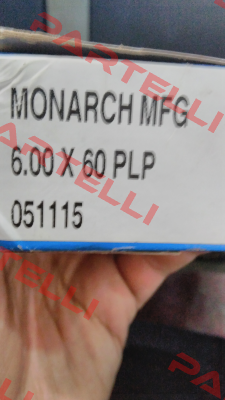 PARTELLI
MONARCH MFG
6.00 X 60 PLP
051115
PARTELLI
PARTELLI